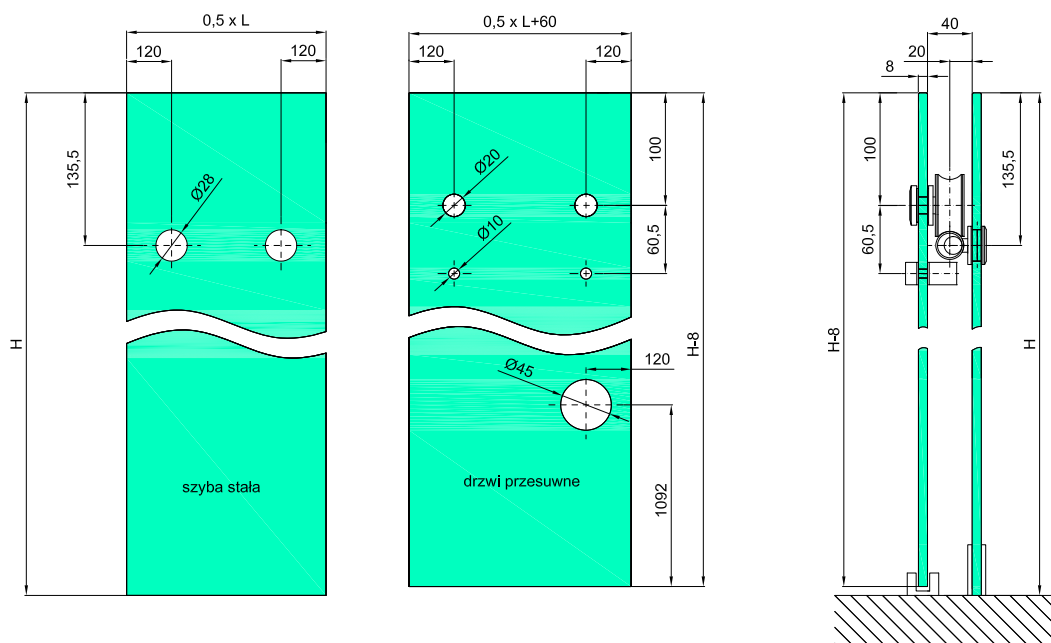 0,5 x L
120
120
135,5
Ø28
H
szyba stała
0,5 x L+60
120
120
100
Ø20
60,5
Ø10
H-8
120
Ø45
1092
drzwi przesuwne
40
20
8
100
135,5
60,5
H-8
H